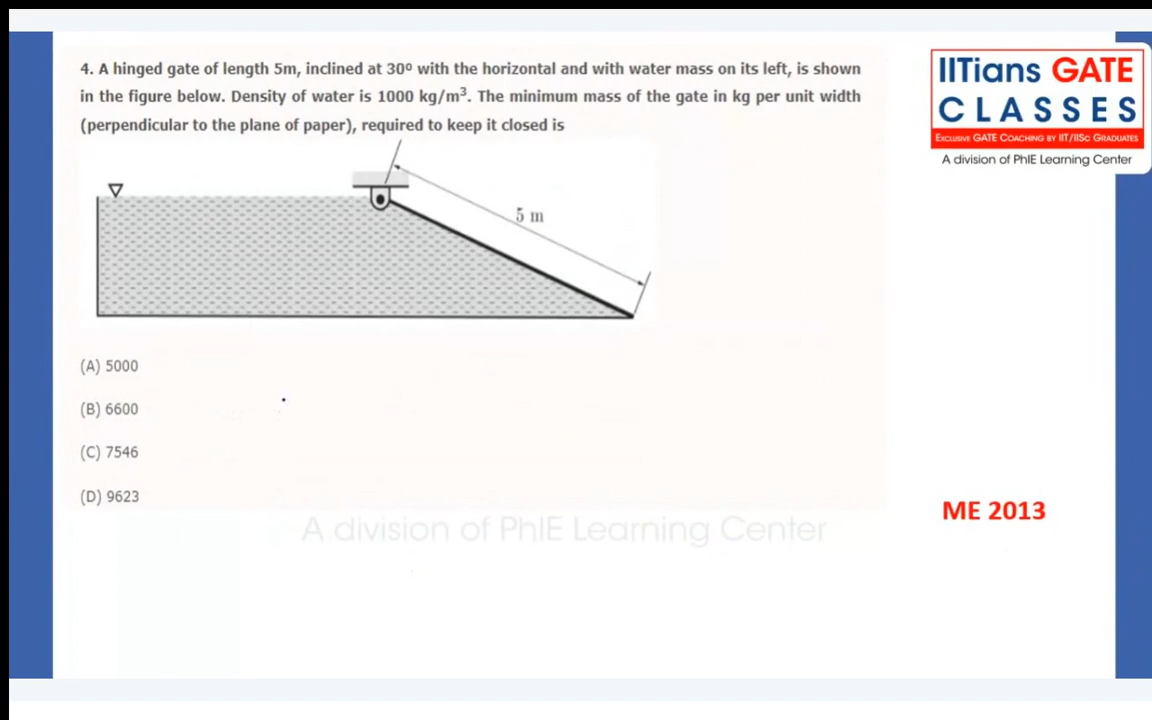 4. A hinged gate of length 5m, inclined at 30º with the horizontal and with water mass on its left, is shown
in the figure below. Density of water is 1000 kg/m³. The minimum mass of the gate in kg per unit width
(perpendicular to the plane of paper), required to keep it closed is
IITians GATE
CLASSES
EXCLUSIVE GATE COACHING BY IIT/IISc GRADUATES
A division of PhIE Learning Center
5 m
(A) 5000
(B) 6600
(C) 7546
(D) 9623
ME 2013
A division of PhIE Learning Center